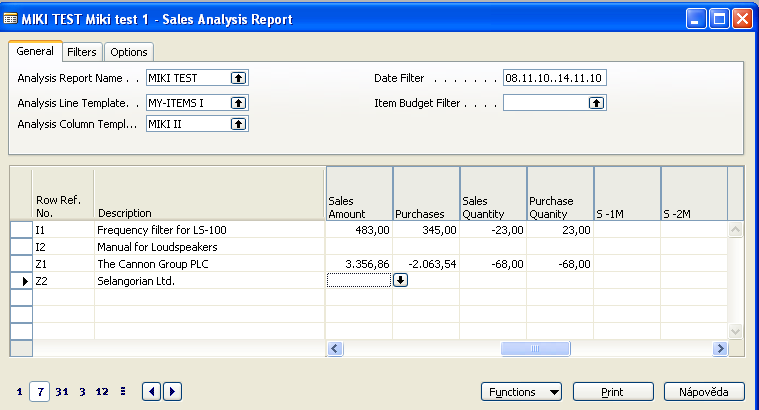 MIKI TEST Miki test 1 - Sales Analysis Report
General Filters Options
Analysis Report Name . . MIKI TEST Date Filter . . . . . . . 08.11.10..14.11.10
Analysis Line Template. . MY-ITEMS I Item Budget Filter . . . .
Analysis Column Templ... MIKI II
Row Ref. No. Description Sales Amount Purchases Sales Quantity Purchase Quanity S -1M S -2M
I1 Frequency filter for LS-100 483,00 345,00 -23,00 23,00
I2 Manual for Loudspeakers
Z1 The Cannon Group PLC 3.356,86 -2.063,54 -68,00 -68,00
Z2 Selangorian Ltd.
1 7 31 3 12 Functions Print Nápověda